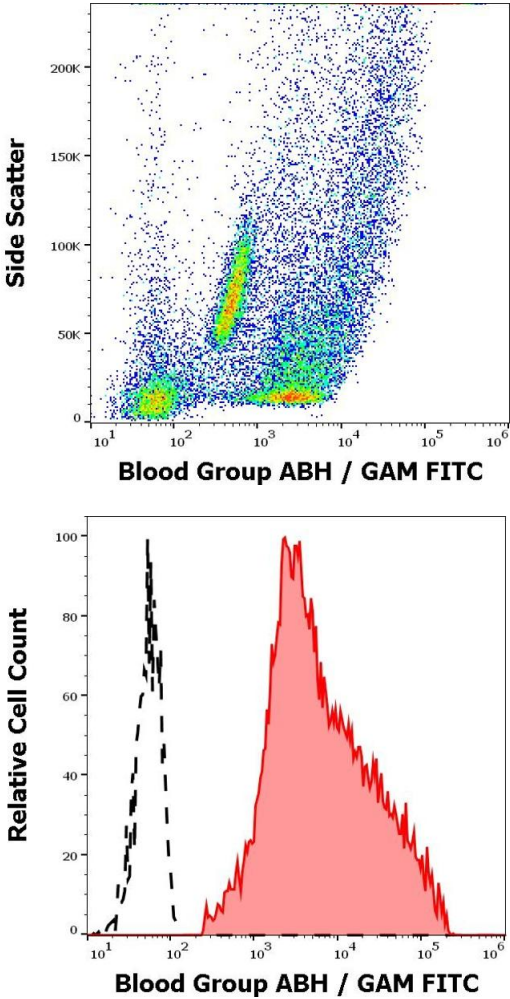 200K
150K
Side Scatter
100K
50K
0
10¹ 10² 10³ 10⁴ 10⁵ 10⁶
Blood Group ABH / GAM FITC
100
80
60
Relative Cell Count
40
20
0
10¹ 10² 10³ 10⁴ 10⁵ 10⁶
Blood Group ABH / GAM FITC